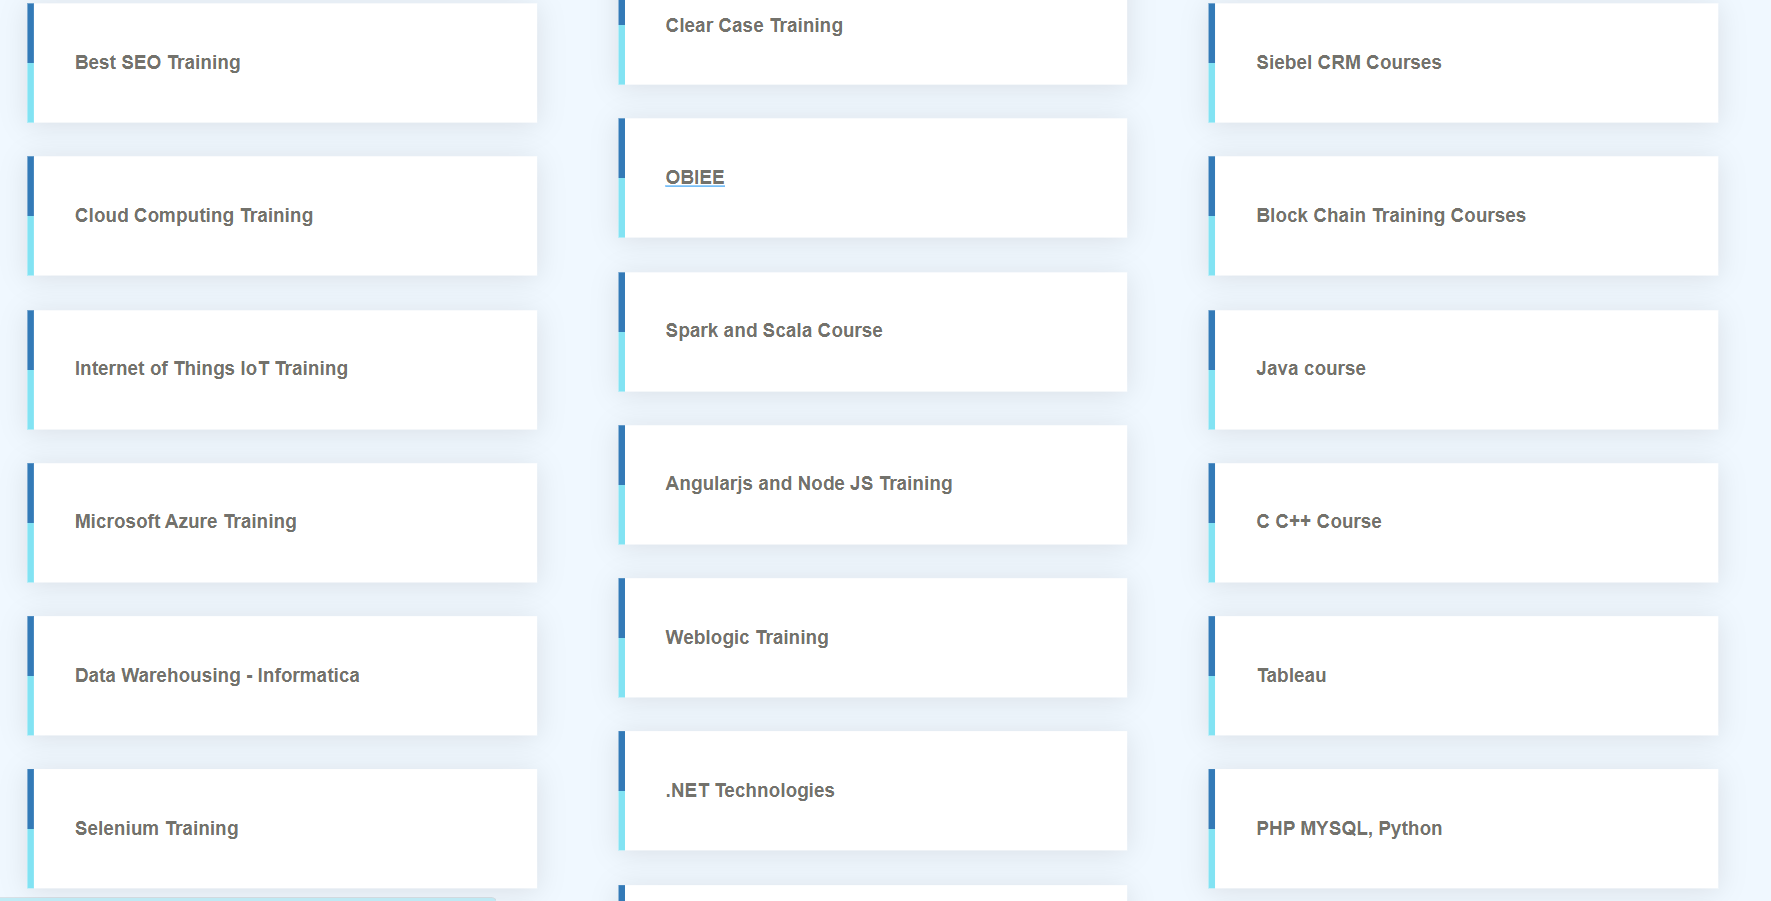 Best SEO Training
Cloud Computing Training
Internet of Things IoT Training
Microsoft Azure Training
Data Warehousing - Informatica
Selenium Training
Clear Case Training
OBIEE
Spark and Scala Course
Angularjs and Node JS Training
Weblogic Training
.NET Technologies
Siebel CRM Courses
Block Chain Training Courses
Java course
C C++ Course
Tableau
PHP MYSQL, Python